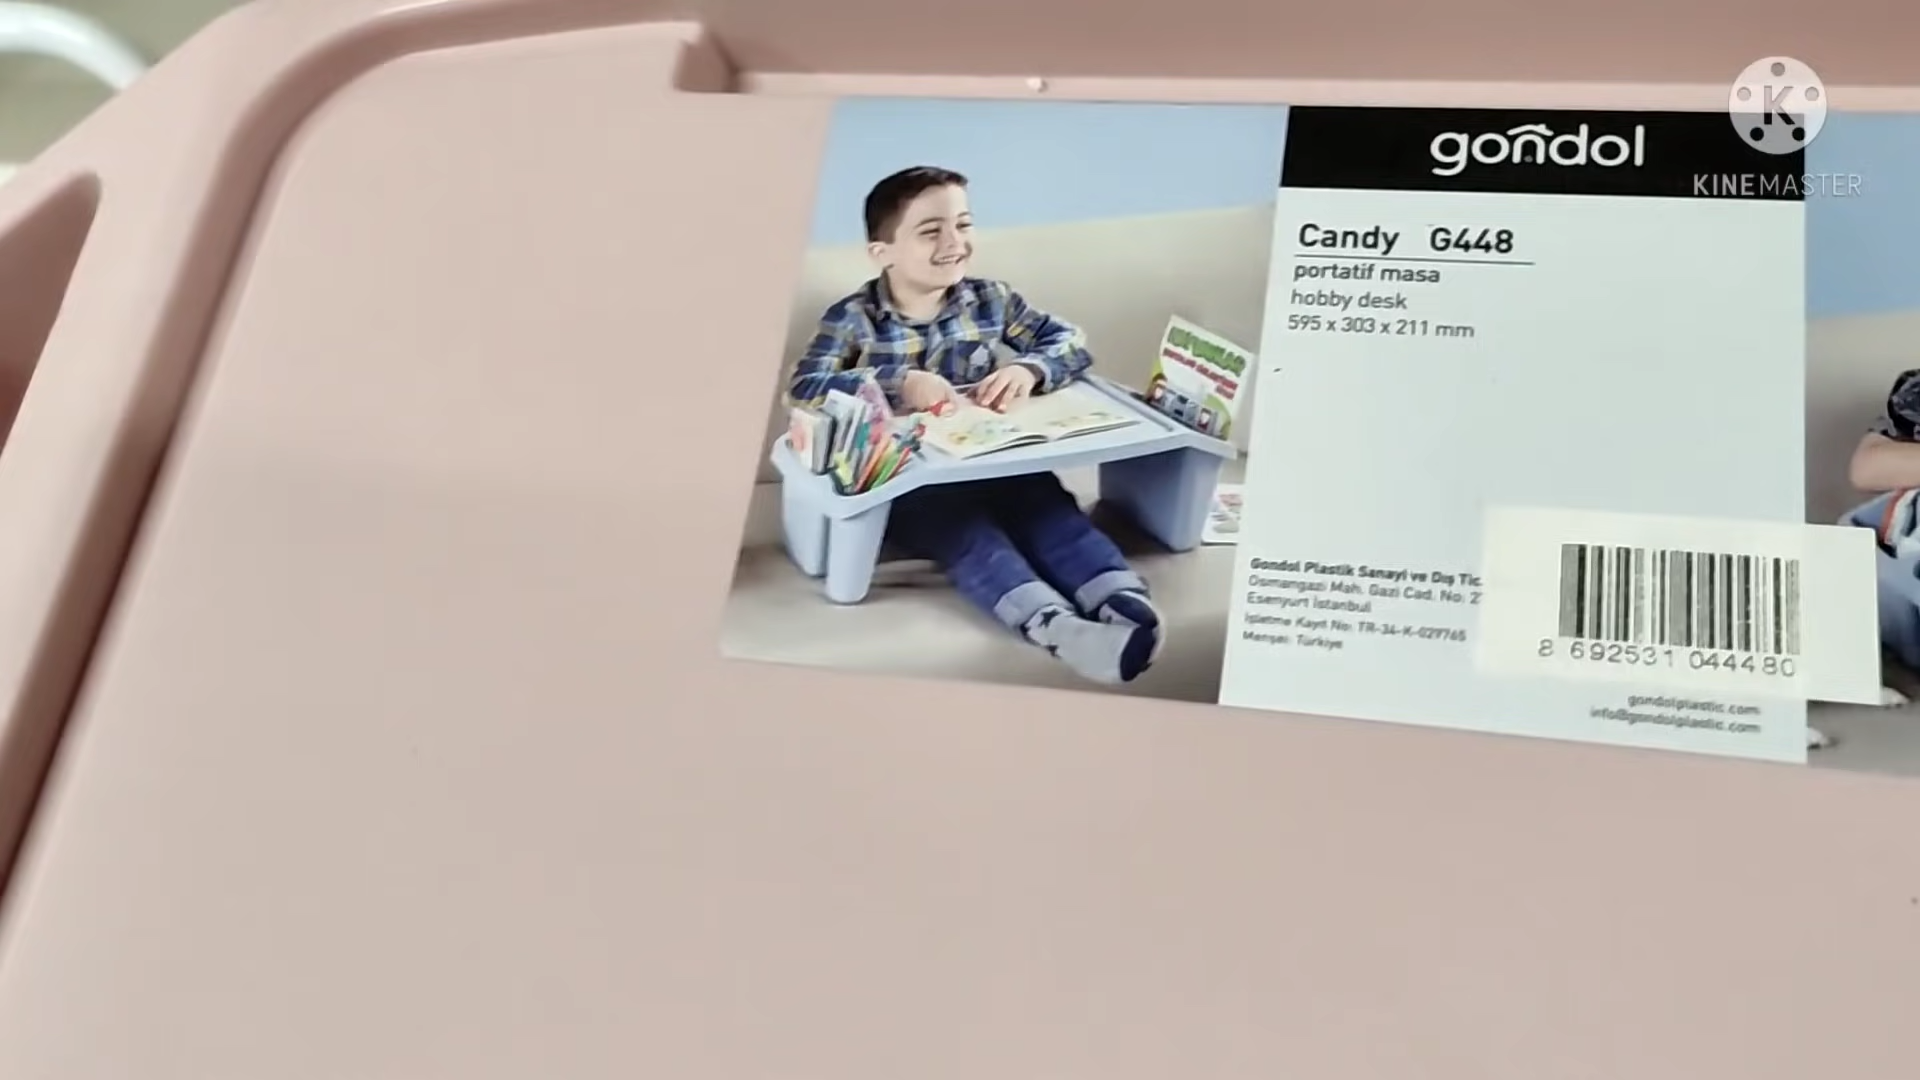 gondol
KINEMASTER
Candy G448
portatif masa
hobby desk
595 x 303 x 211 mm
Gondol Plastik Sanayi ve Dış Tic.
Osmangazi Mah. Gazi Cad. No: 2
Esenyurt İstanbul
İşletme Kayıt No: TR-34-K-029765
Menşei: Türkiye
8 692531 044480
gondolplastic.com
info@gondolplastic.com